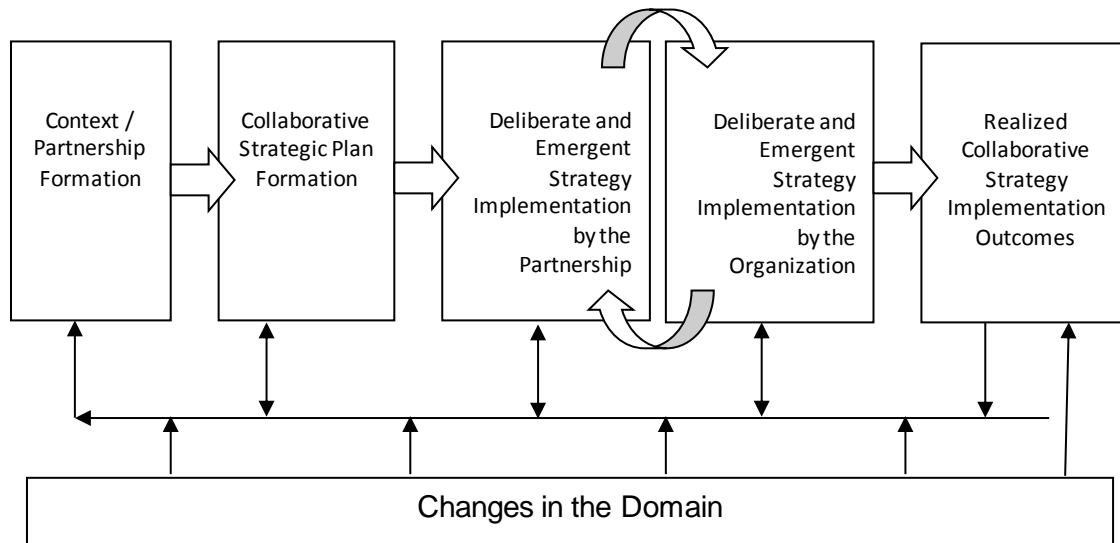 Context /
Partnership
Formation
Collaborative
Strategic Plan
Formation
Deliberate and
Emergent
Strategy
Implementation
by the
Partnership
Deliberate and
Emergent
Strategy
Implementation
by the
Organization
Realized
Collaborative
Strategy
Implementation
Outcomes
Changes in the Domain